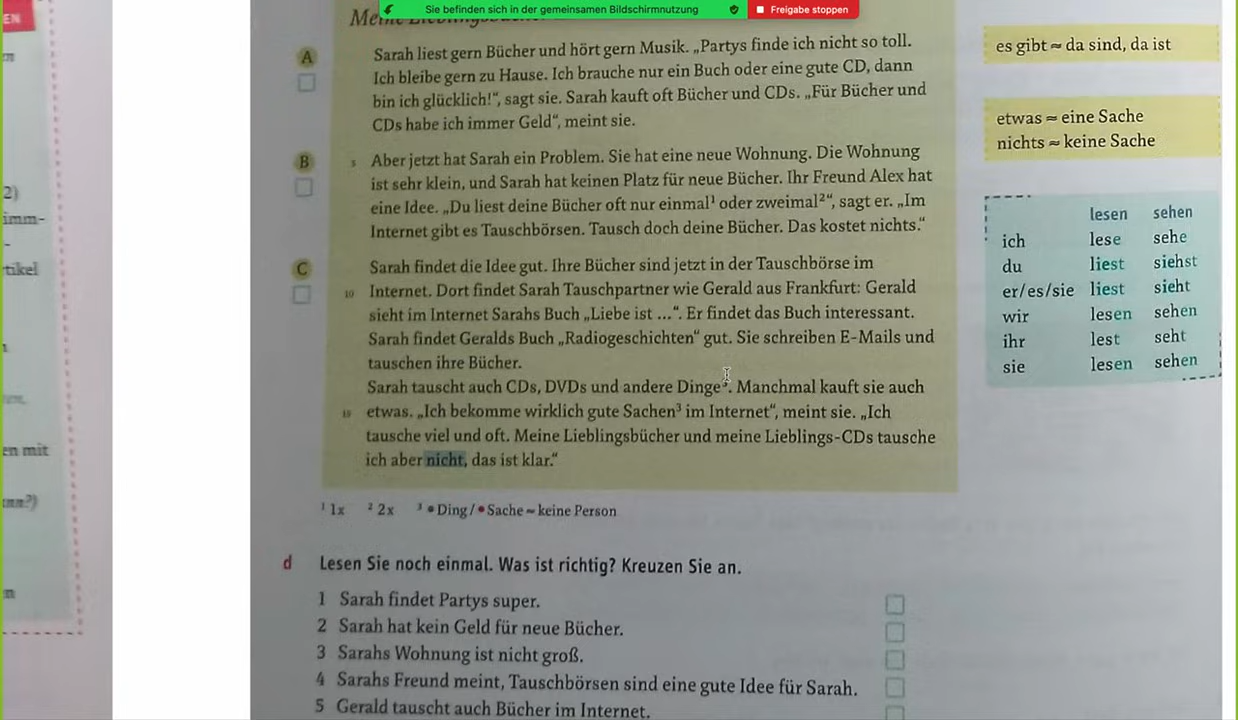 Sie befinden sich in der gemeinsamen Bildschirmnutzung
Freigabe stoppen
EN
2)
imm-
-
tikel
en mit
n
A
Sarah liest gern Bücher und hört gern Musik. „Partys finde ich nicht so toll.
Ich bleibe gern zu Hause. Ich brauche nur ein Buch oder eine gute CD, dann
bin ich glücklich!“, sagt sie. Sarah kauft oft Bücher und CDs. „Für Bücher und
CDs habe ich immer Geld“, meint sie.
B
5 Aber jetzt hat Sarah ein Problem. Sie hat eine neue Wohnung. Die Wohnung
ist sehr klein, und Sarah hat keinen Platz für neue Bücher. Ihr Freund Alex hat
eine Idee. „Du liest deine Bücher oft nur einmal¹ oder zweimal²“, sagt er. „Im
Internet gibt es Tauschbörsen. Tausch doch deine Bücher. Das kostet nichts.“
C
Sarah findet die Idee gut. Ihre Bücher sind jetzt in der Tauschbörse im
10 Internet. Dort findet Sarah Tauschpartner wie Gerald aus Frankfurt: Gerald
sieht im Internet Sarahs Buch „Liebe ist ...“. Er findet das Buch interessant.
Sarah findet Geralds Buch „Radiogeschichten“ gut. Sie schreiben E-Mails und
tauschen ihre Bücher.
Sarah tauscht auch CDs, DVDs und andere Dinge³. Manchmal kauft sie auch
15 etwas. „Ich bekomme wirklich gute Sachen³ im Internet“, meint sie. „Ich
tausche viel und oft. Meine Lieblingsbücher und meine Lieblings-CDs tausche
ich aber nicht, das ist klar.“
¹ 1x ² 2x ³ •Ding / •Sache ≈ keine Person
es gibt ≈ da sind, da ist
etwas ≈ eine Sache
nichts ≈ keine Sache
lesen sehen
ich lese sehe
du liest siehst
er/es/sie liest sieht
wir lesen sehen
ihr lest seht
sie lesen sehen
d Lesen Sie noch einmal. Was ist richtig? Kreuzen Sie an.
1 Sarah findet Partys super.
2 Sarah hat kein Geld für neue Bücher.
3 Sarahs Wohnung ist nicht groß.
4 Sarahs Freund meint, Tauschbörsen sind eine gute Idee für Sarah.
5 Gerald tauscht auch Bücher im Internet.